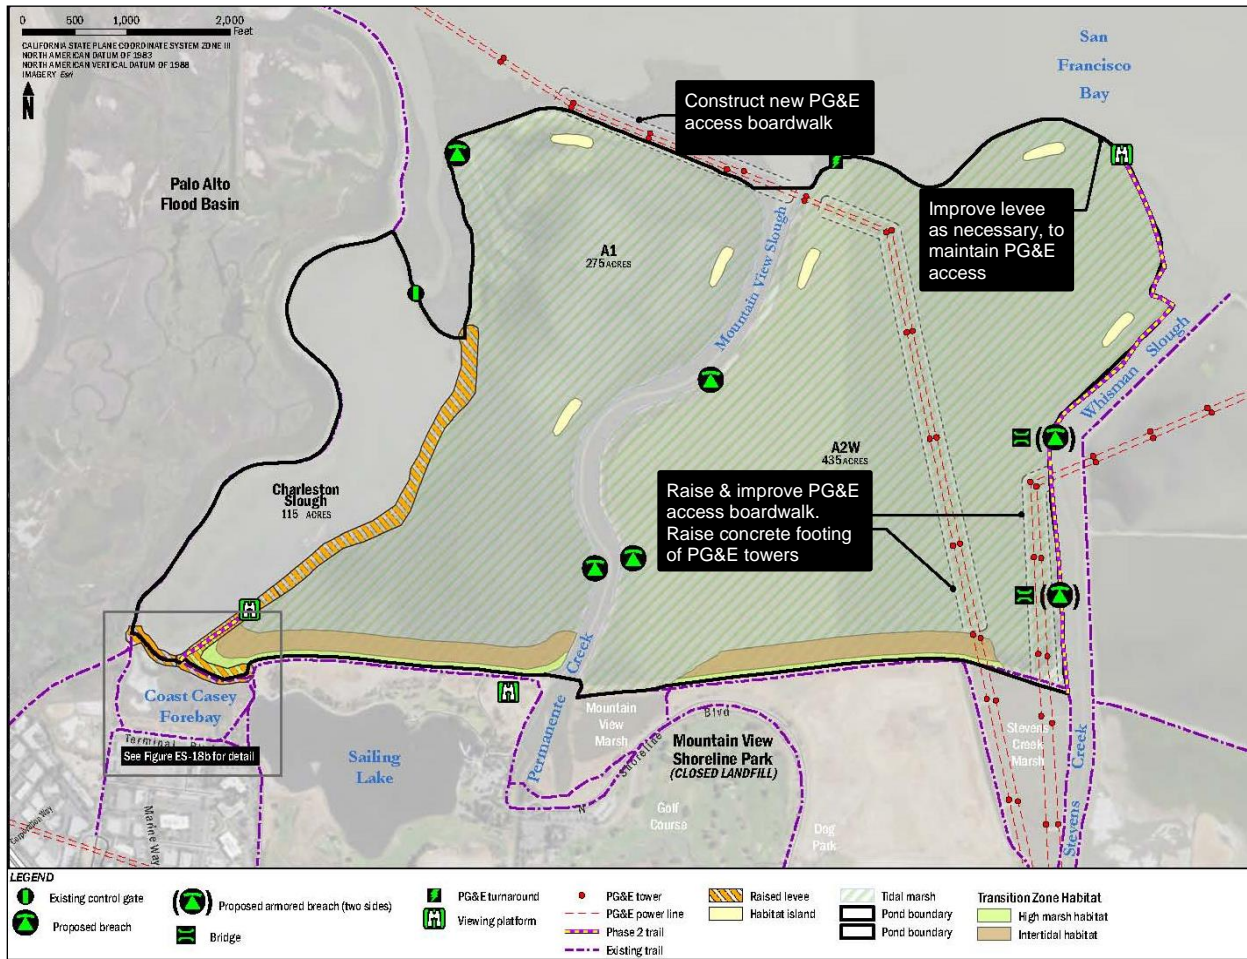 0 500 1,000 2,000
Feet
CALIFORNIA STATE PLANE COORDINATE SYSTEM ZONE III
NORTH AMERICAN DATUM OF 1983
NORTH AMERICAN VERTICAL DATUM OF 1988
IMAGERY Esri
N
San
Francisco
Bay
Construct new PG&E
access boardwalk
Palo Alto
Flood Basin
Improve levee
as necessary, to
maintain PG&E
access
A1
275 ACRES
Mountain View Slough
Whisman Slough
A2W
435 ACRES
Charleston
Slough
115 ACRES
Raise & improve PG&E
access boardwalk.
Raise concrete footing
of PG&E towers
Coast Casey
Forebay
Terminal
See Figure ES-18b for detail
Sailing
Lake
Permanente Creek
Mountain
View
Marsh
N Shoreline Blvd
Mountain View
Shoreline Park
(CLOSED LANDFILL)
Golf
Course
Dog
Park
Stevens
Creek
Marsh
Stevens Creek
Marine Way
Corporation Way
LEGEND
Existing control gate
Proposed breach
Proposed armored breach (two sides)
Bridge
PG&E turnaround
Viewing platform
PG&E tower
PG&E power line
Phase 2 trail
Existing trail
Raised levee
Habitat island
Tidal marsh
Pond boundary
Pond boundary
Transition Zone Habitat
High marsh habitat
Intertidal habitat